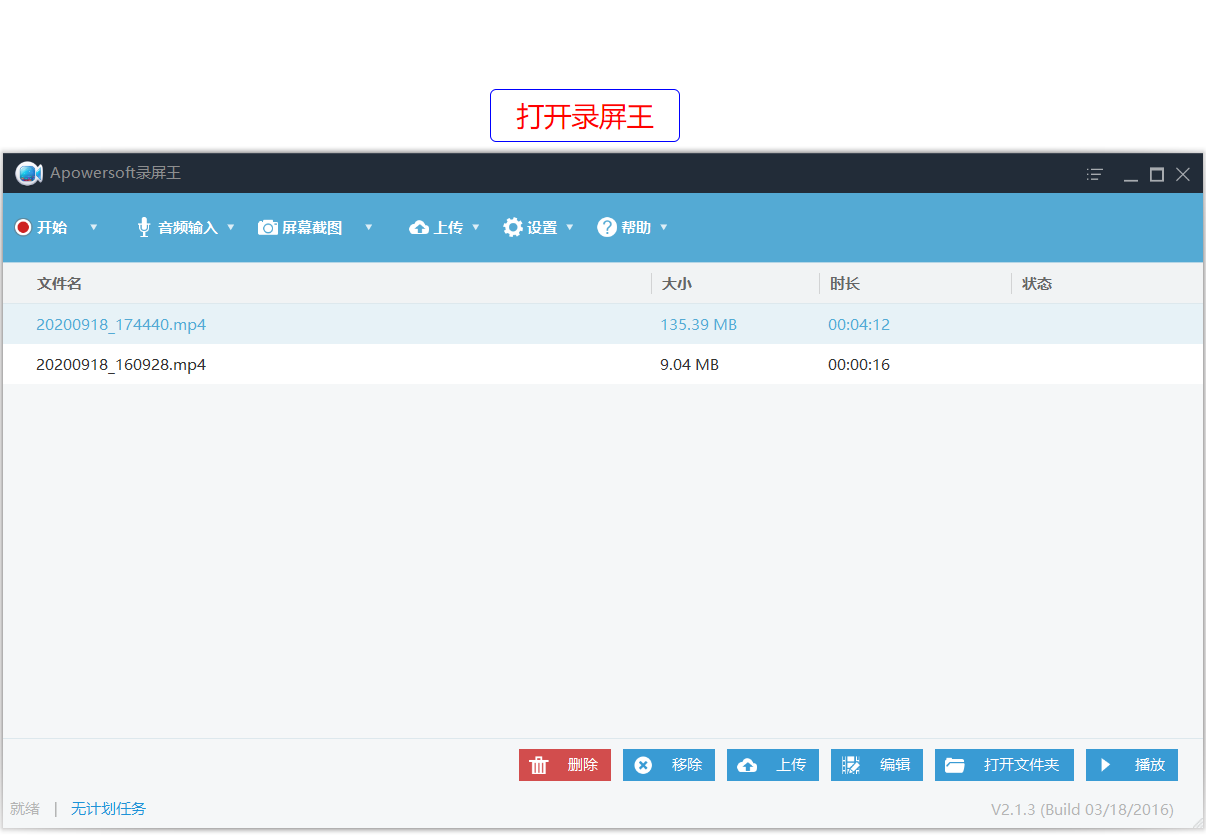 打开录屏王
Apowersoft录屏王
开始 音频输入 屏幕截图 上传 设置 帮助
文件名 大小 时长 状态
20200918_174440.mp4 135.39 MB 00:04:12
20200918_160928.mp4 9.04 MB 00:00:16
删除 移除 上传 编辑 打开文件夹 播放
就绪 | 无计划任务 V2.1.3 (Build 03/18/2016)